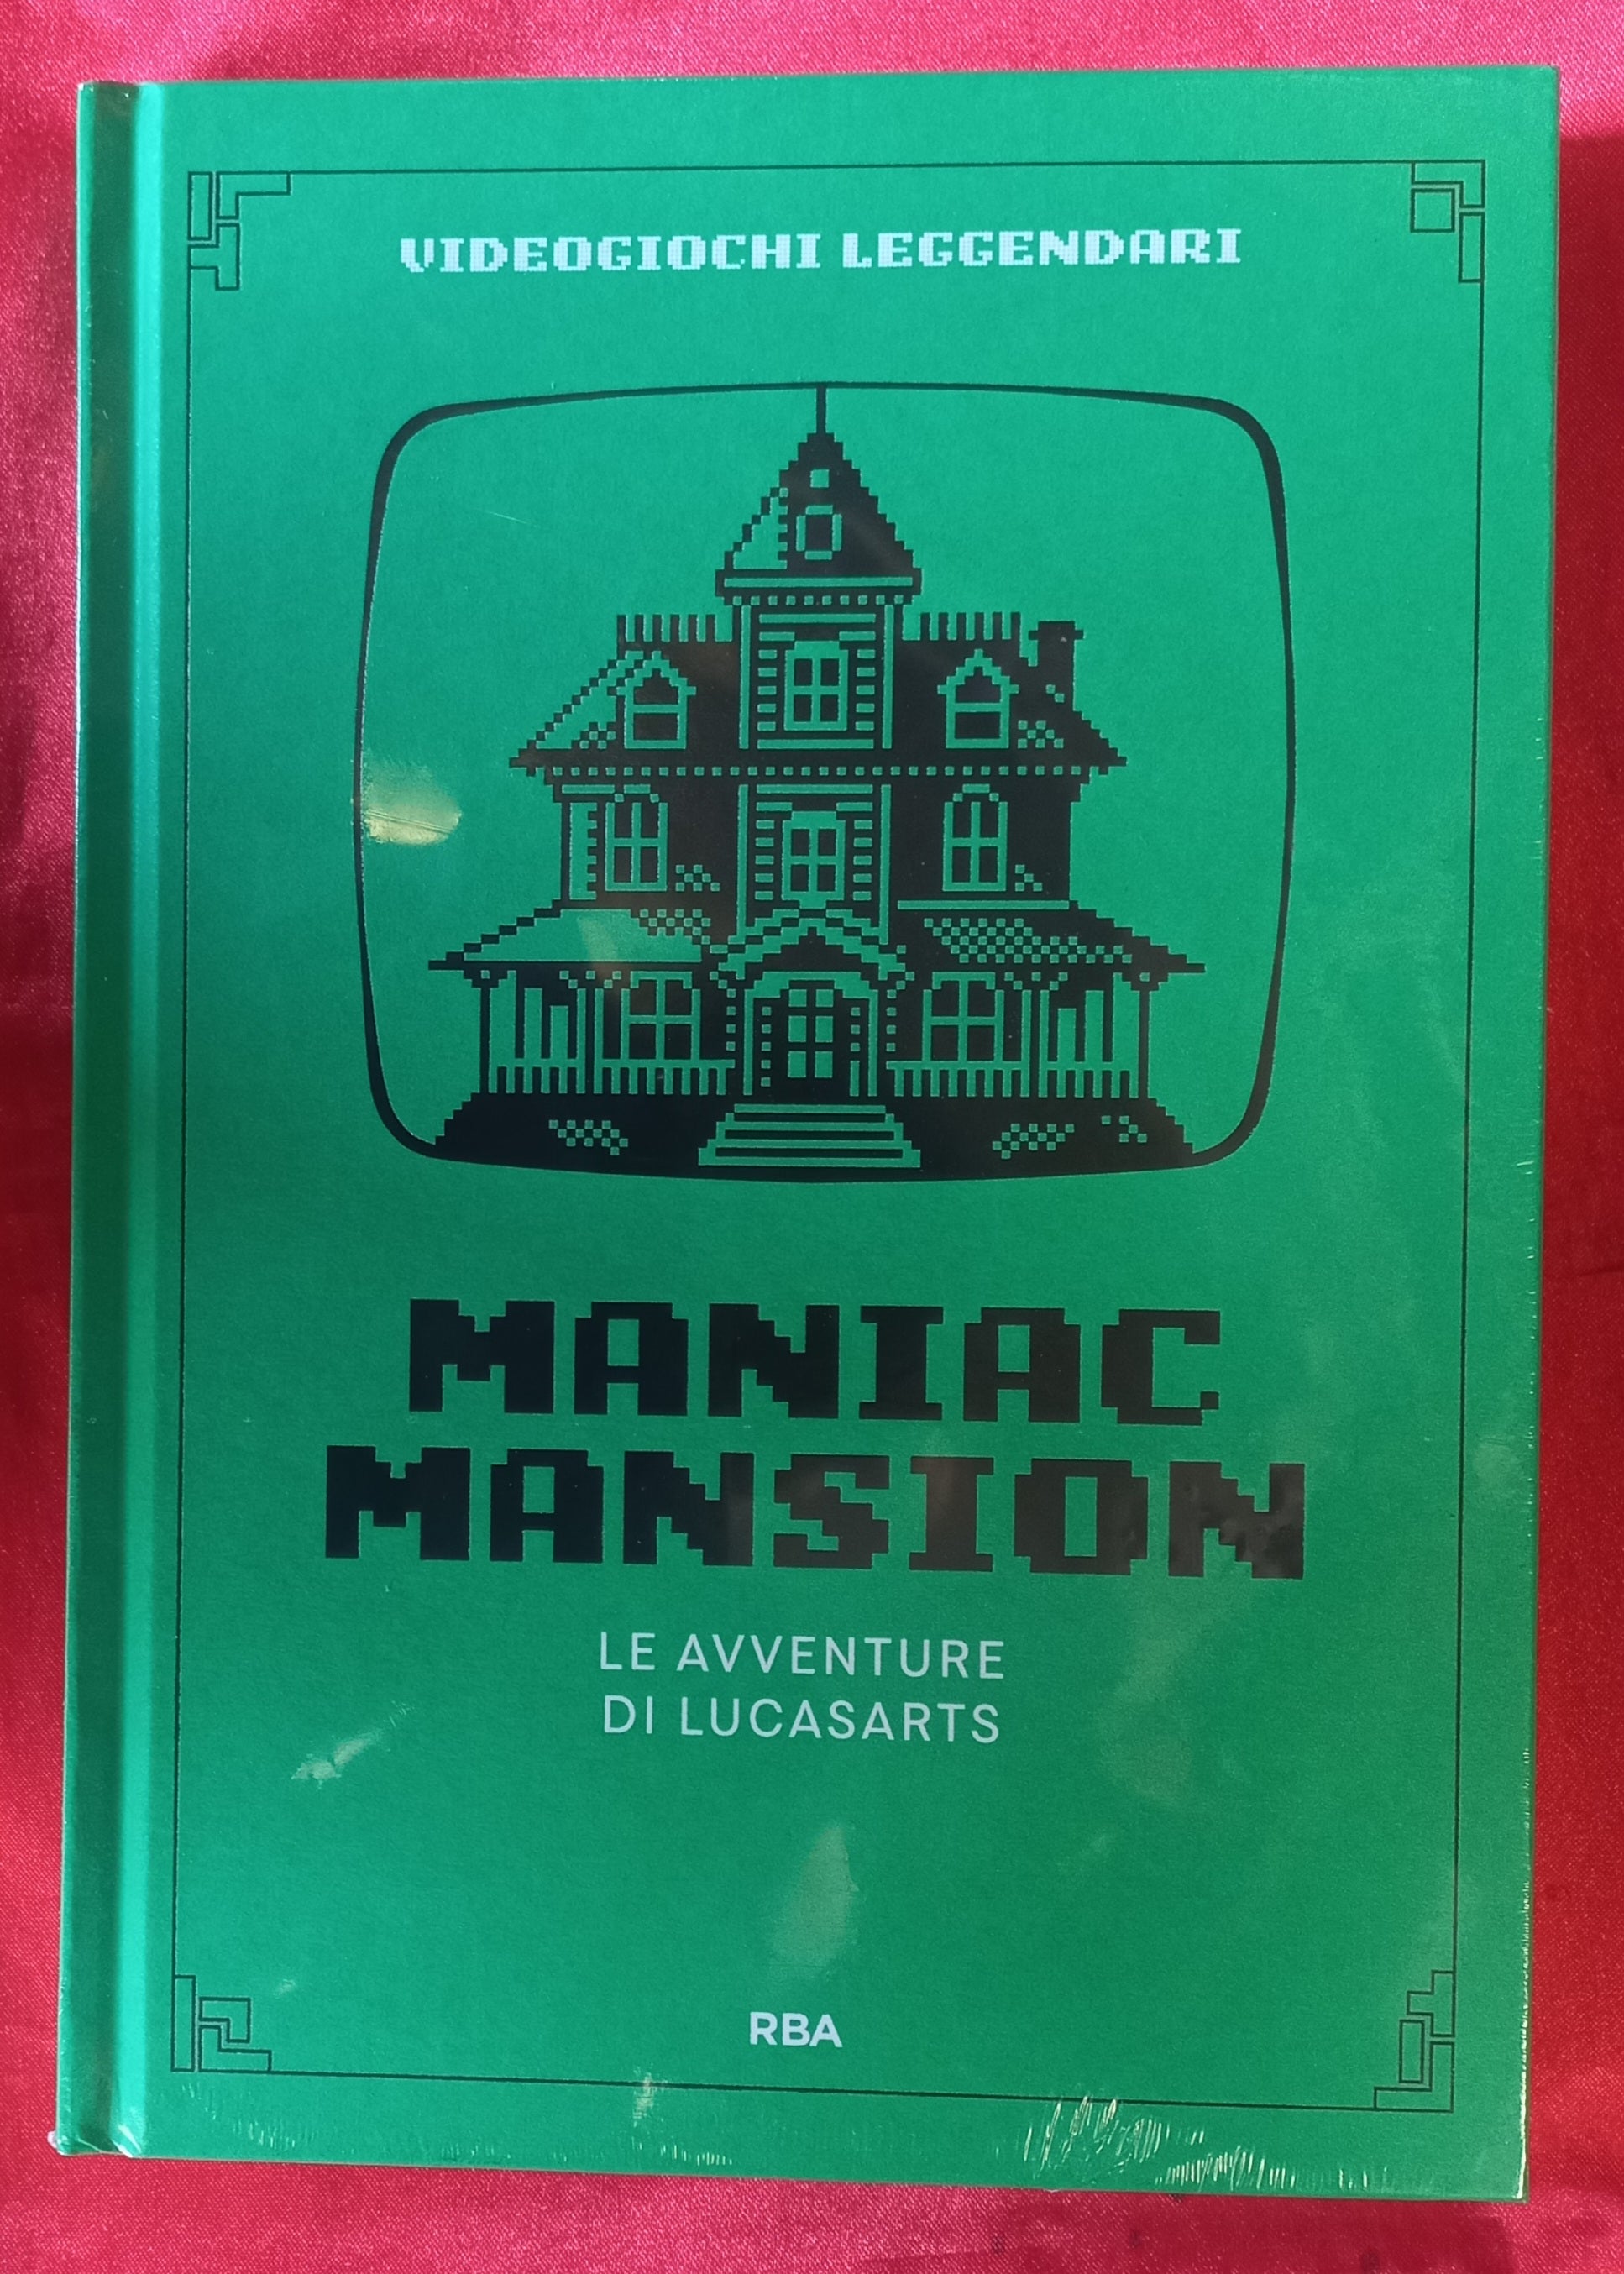 VIDEOGIOCHI LEGGENDARI
MANIAC
MANSION
LE AVVENTURE
DI LUCASARTS
RBA